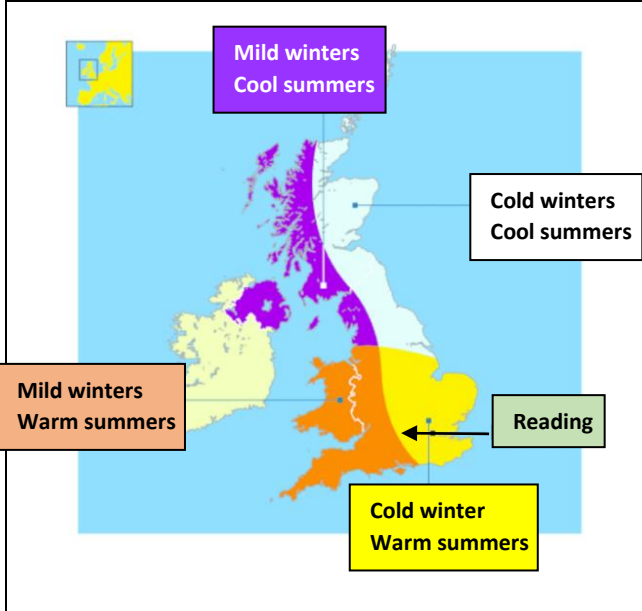 Mild winters
Cool summers
Cold winters
Cool summers
Mild winters
Warm summers
Reading
Cold winter
Warm summers